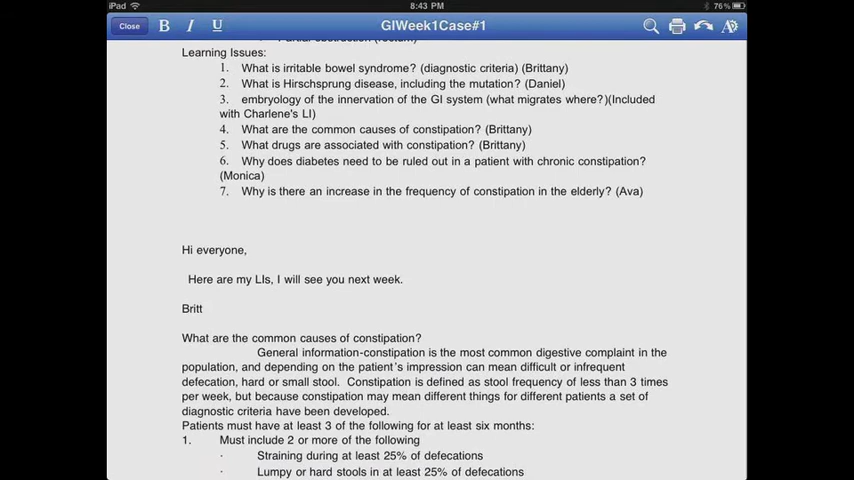 iPad 8:43 PM 76%
Close B I U GIWeek1Case#1
Learning Issues:
1. What is irritable bowel syndrome? (diagnostic criteria) (Brittany)
2. What is Hirschsprung disease, including the mutation? (Daniel)
3. embryology of the innervation of the GI system (what migrates where?)(Included
with Charlene's LI)
4. What are the common causes of constipation? (Brittany)
5. What drugs are associated with constipation? (Brittany)
6. Why does diabetes need to be ruled out in a patient with chronic constipation?
(Monica)
7. Why is there an increase in the frequency of constipation in the elderly? (Ava)
Hi everyone,
Here are my LIs, I will see you next week.
Britt
What are the common causes of constipation?
General information-constipation is the most common digestive complaint in the
population, and depending on the patient's impression can mean difficult or infrequent
defecation, hard or small stool. Constipation is defined as stool frequency of less than 3 times
per week, but because constipation may mean different things for different patients a set of
diagnostic criteria have been developed.
Patients must have at least 3 of the following for at least six months:
1. Must include 2 or more of the following
· Straining during at least 25% of defecations
· Lumpy or hard stools in at least 25% of defecations